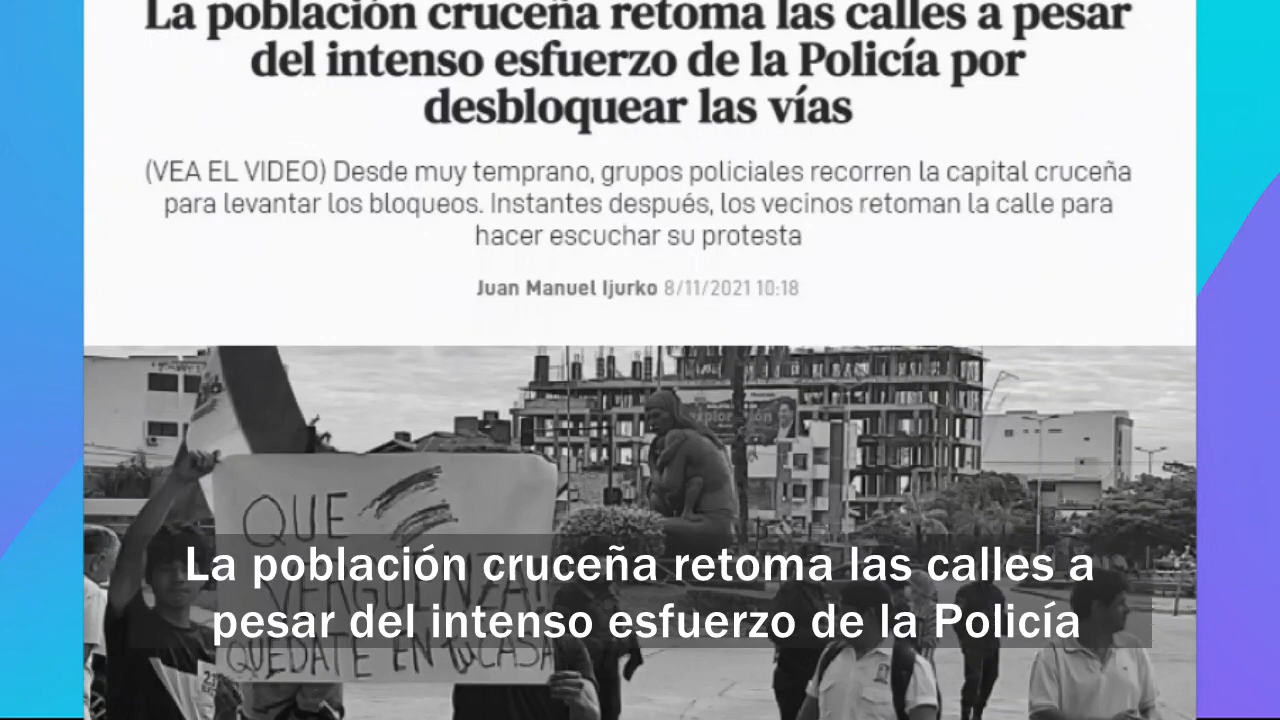 La población cruceña retoma las calles a pesar
del intenso esfuerzo de la Policía por
desbloquear las vías
(VEA EL VIDEO) Desde muy temprano, grupos policiales recorren la capital cruceña
para levantar los bloqueos. Instantes después, los vecinos retoman la calle para
hacer escuchar su protesta
Juan Manuel Ijurko 8/11/2021 10:18
QUE
VERGUENZA!
QUEDATE EN TU CASA
La población cruceña retoma las calles a
pesar del intenso esfuerzo de la Policía